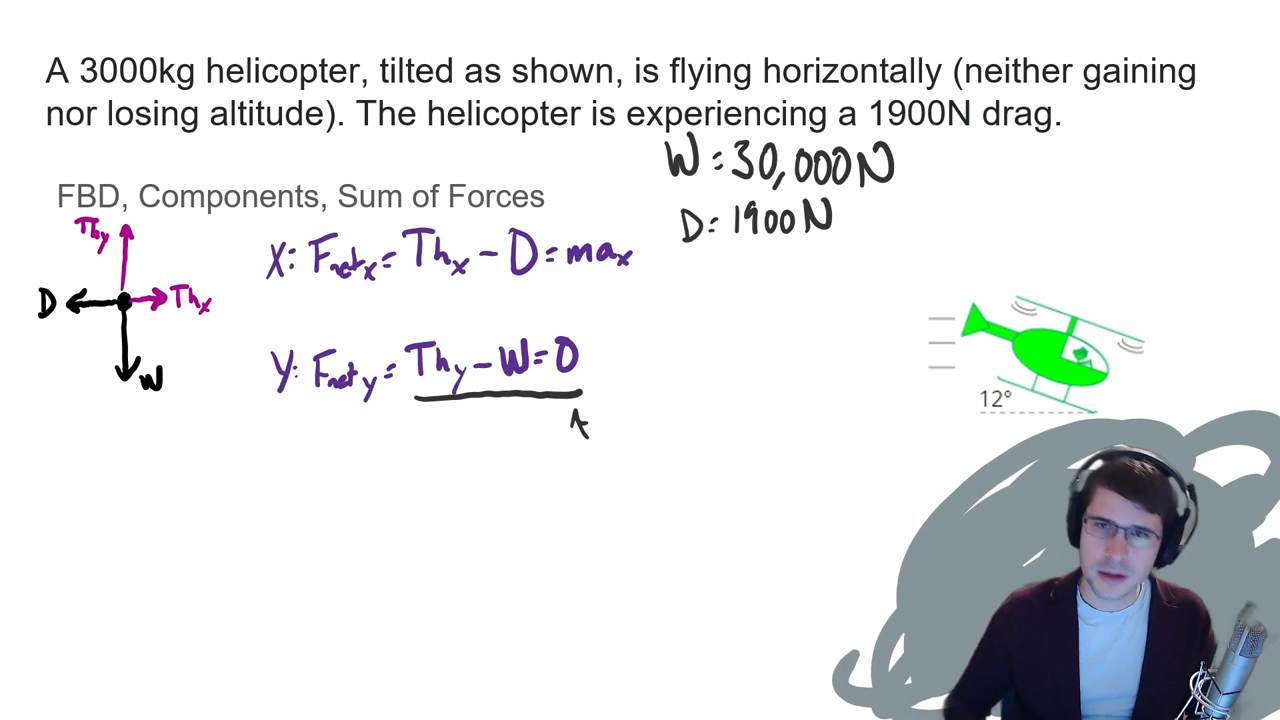 A 3000kg helicopter, tilted as shown, is flying horizontally (neither gaining
nor losing altitude). The helicopter is experiencing a 1900N drag.
W = 30,000N
FBD, Components, Sum of Forces
D = 1900N
Thy
X: Fnetx = Thx - D = max
D
Thx
Y: Fnety = Thy - W = 0
W
12°